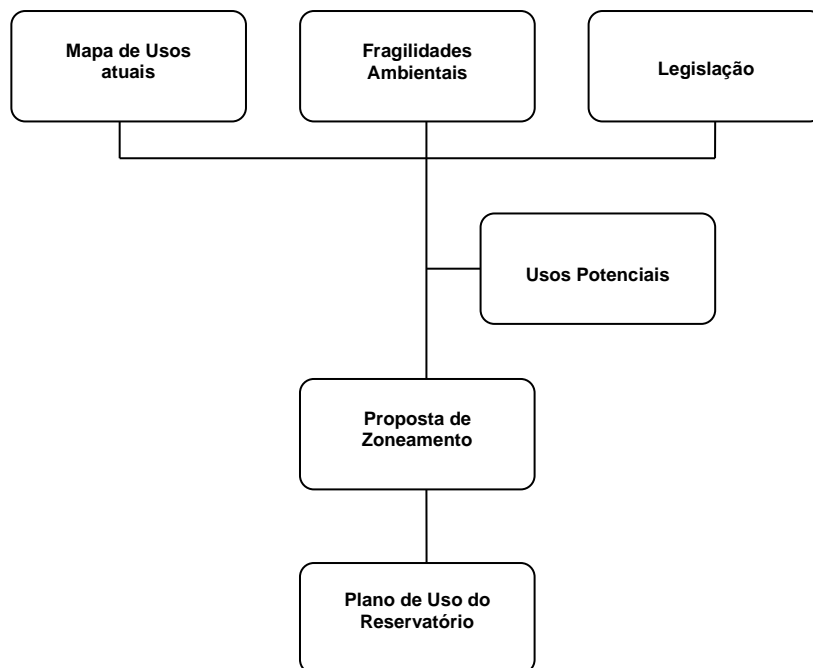 Mapa de Usos
atuais
Fragilidades
Ambientais
Legislação
Usos Potenciais
Proposta de
Zoneamento
Plano de Uso do
Reservatório